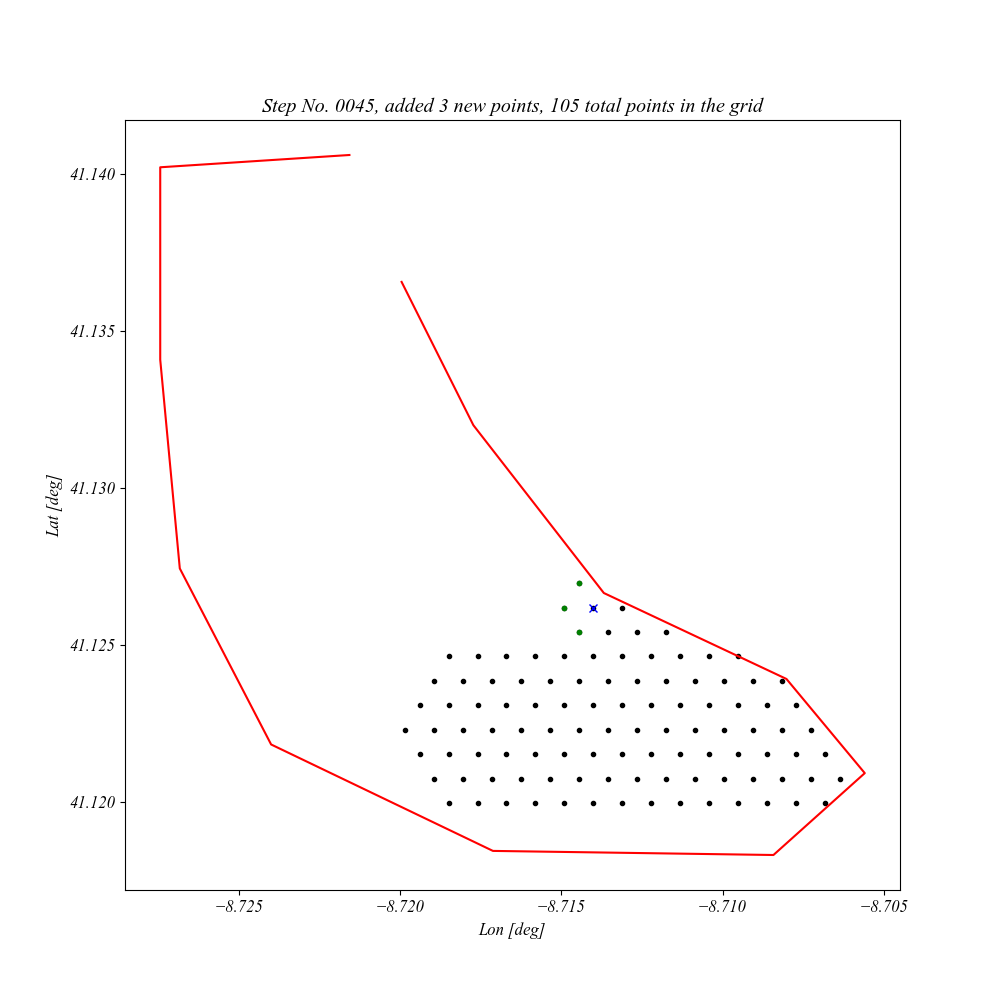 Step No. 0045, added 3 new points, 105 total points in the grid
41.140
41.135
41.130
41.125
41.120
Lat [deg]
−8.725 −8.720 −8.715 −8.710 −8.705
Lon [deg]